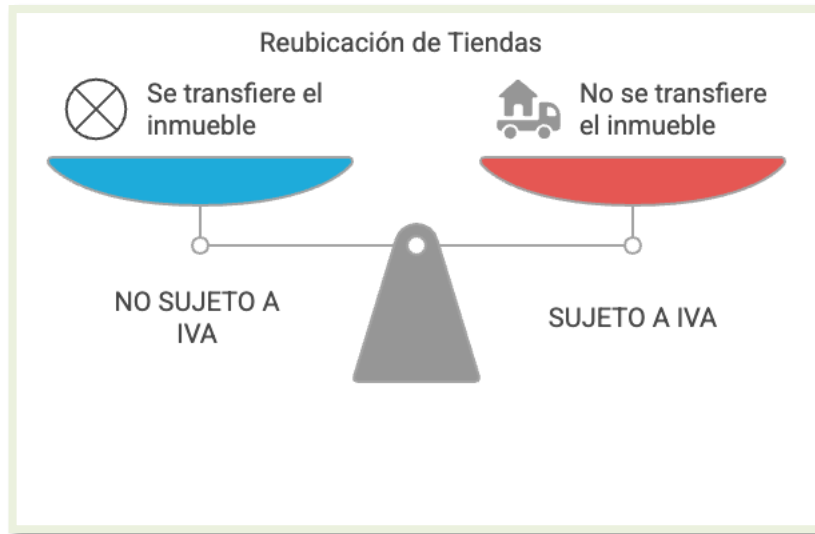 Reubicación de Tiendas
Se transfiere el
inmueble
No se transfiere
el inmueble
NO SUJETO A
IVA
SUJETO A IVA